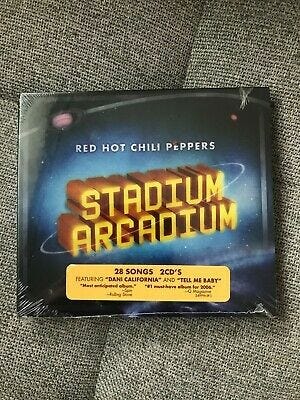 RED HOT CHILI PEPPERS
STADIUM
ARCADIUM
28 SONGS 2CD'S
FEATURING "DANI CALIFORNIA" AND "TELL ME BABY"
"Most anticipated album." "#1 must-have album for 2006."
—Spin —Q Magazine
—Rolling Stone